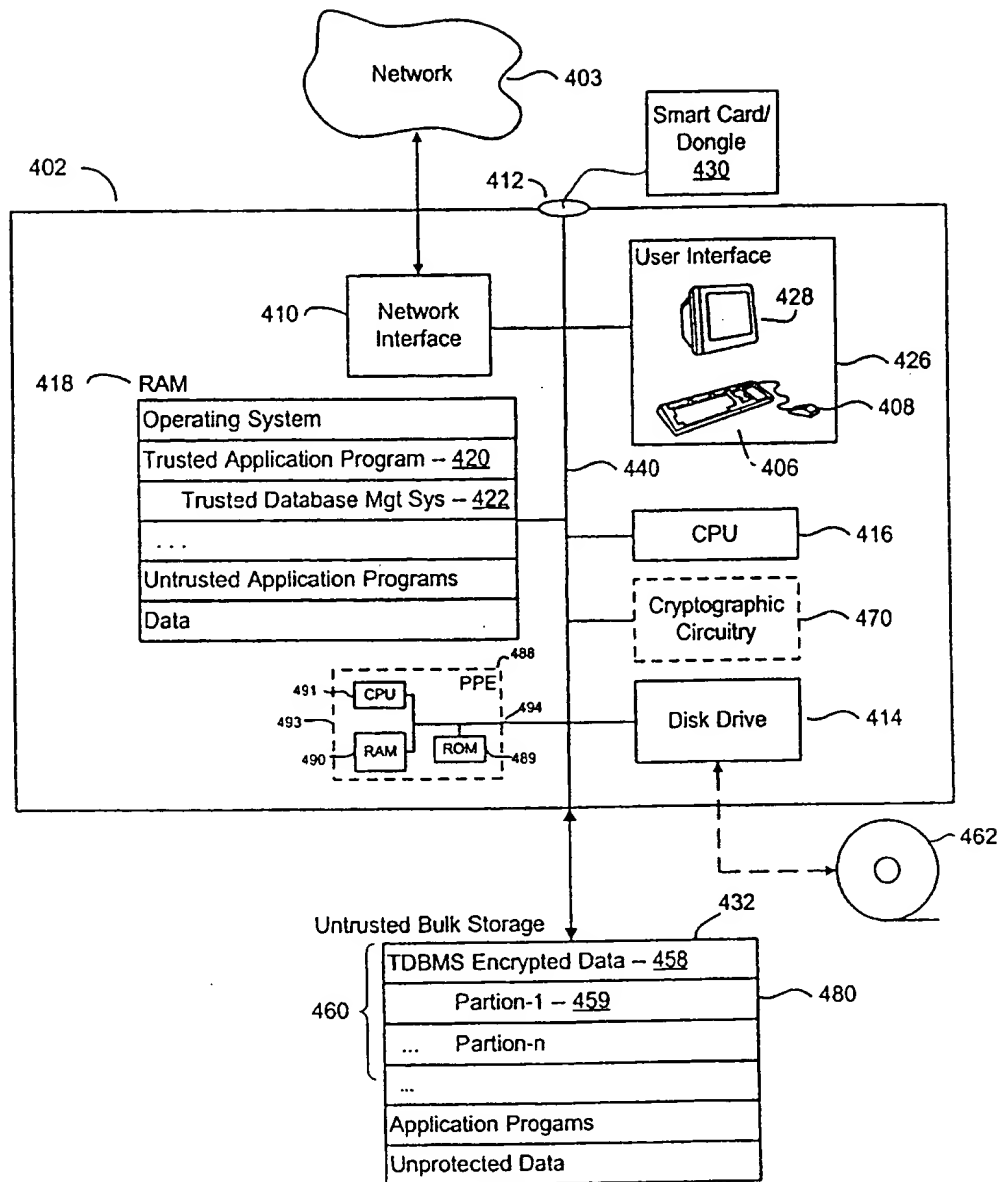 Network
403
Smart Card/
Dongle
430
402
412
User Interface
428
410
Network
Interface
426
418
RAM
408
Operating System
Trusted Application Program – 420
406
440
Trusted Database Mgt Sys – 422
. . .
CPU
416
Untrusted Application Programs
Data
Cryptographic
Circuitry
470
488
PPE
491
CPU
494
493
Disk Drive
414
490
RAM
ROM
489
462
432
Untrusted Bulk Storage
TDBMS Encrypted Data – 458
460
Partion-1 – 459
480
... Partion-n
...
Application Progams
Unprotected Data